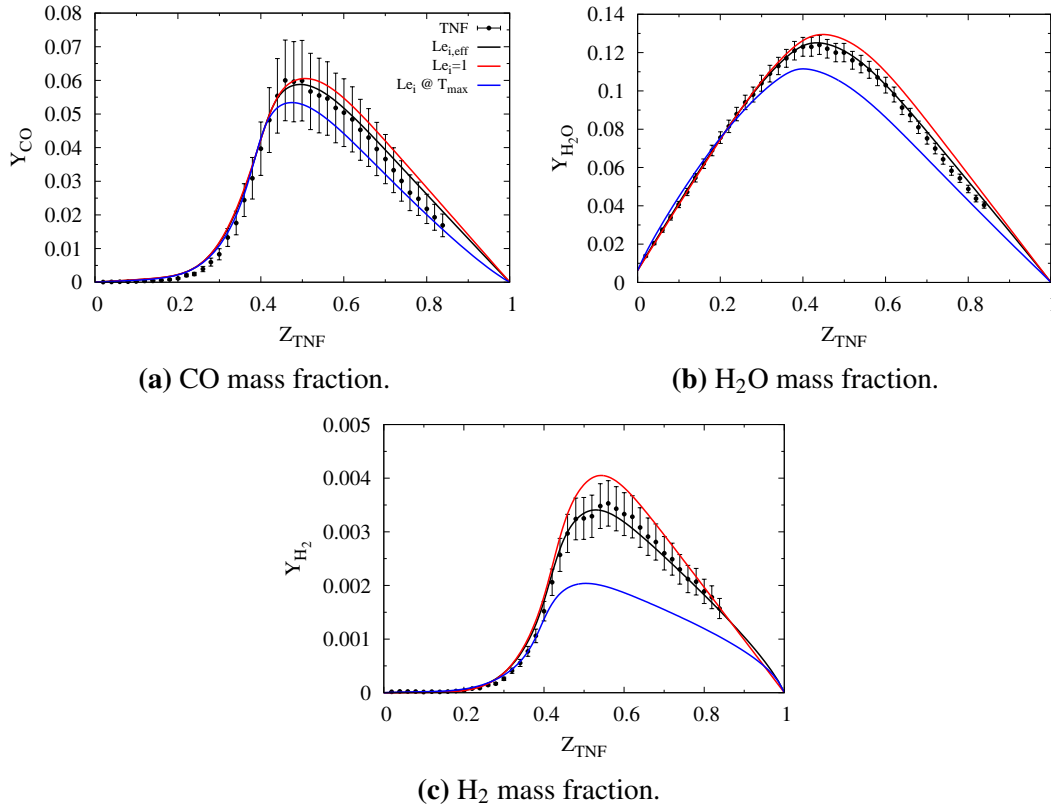 0.08
0.07
0.06
0.05
0.04
0.03
0.02
0.01
0
Y_CO
TNF
Le_i,eff
Le_i=1
Le_i @ T_max
0 0.2 0.4 0.6 0.8 1
Z_TNF
(a) CO mass fraction.
0.14
0.12
0.10
0.08
0.06
0.04
0.02
0
Y_H₂O
0 0.2 0.4 0.6 0.8 1
Z_TNF
(b) H₂O mass fraction.
0.005
0.004
0.003
0.002
0.001
0
Y_H₂
0 0.2 0.4 0.6 0.8 1
Z_TNF
(c) H₂ mass fraction.